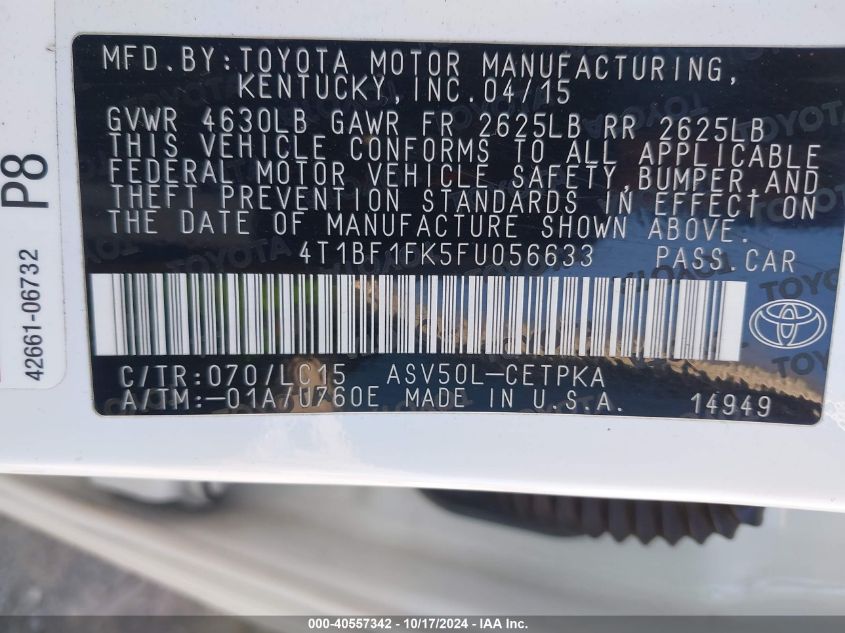 MFD.BY:TOYOTA MOTOR MANUFACTURING,
KENTUCKY,INC.04/15
GVWR 4630LB GAWR FR 2625LB RR 2625LB
THIS VEHICLE CONFORMS TO ALL APPLICABLE
FEDERAL MOTOR VEHICLE SAFETY,BUMPER,AND
THEFT PREVENTION STANDARDS IN EFFECT ON
THE DATE OF MANUFACTURE SHOWN ABOVE.
4T1BF1FK5FU056633 PASS.CAR
C/TR:070/LC15 ASV50L-CETPKA
A/TM:-01A/U760E MADE IN U.S.A. 14949
P8
42661-06732
000-40557342 | 10/17/2024 - IAA Inc.